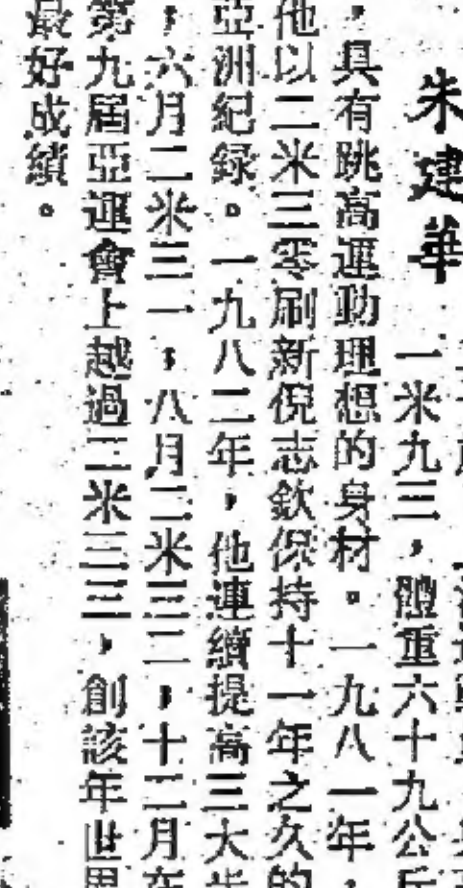 朱建華
一米九三，體重六十九公斤
，具有跳高運動理想的身材。一九八一年，
他以二米三零刷新倪志欽保持十一年之久的
亞洲紀録。一九八二年，他連續提高三大步
，六月二米三一，八月二米三二，十二月在
第九屆亞運會上越過二米三三，創該年世界
最好成績。